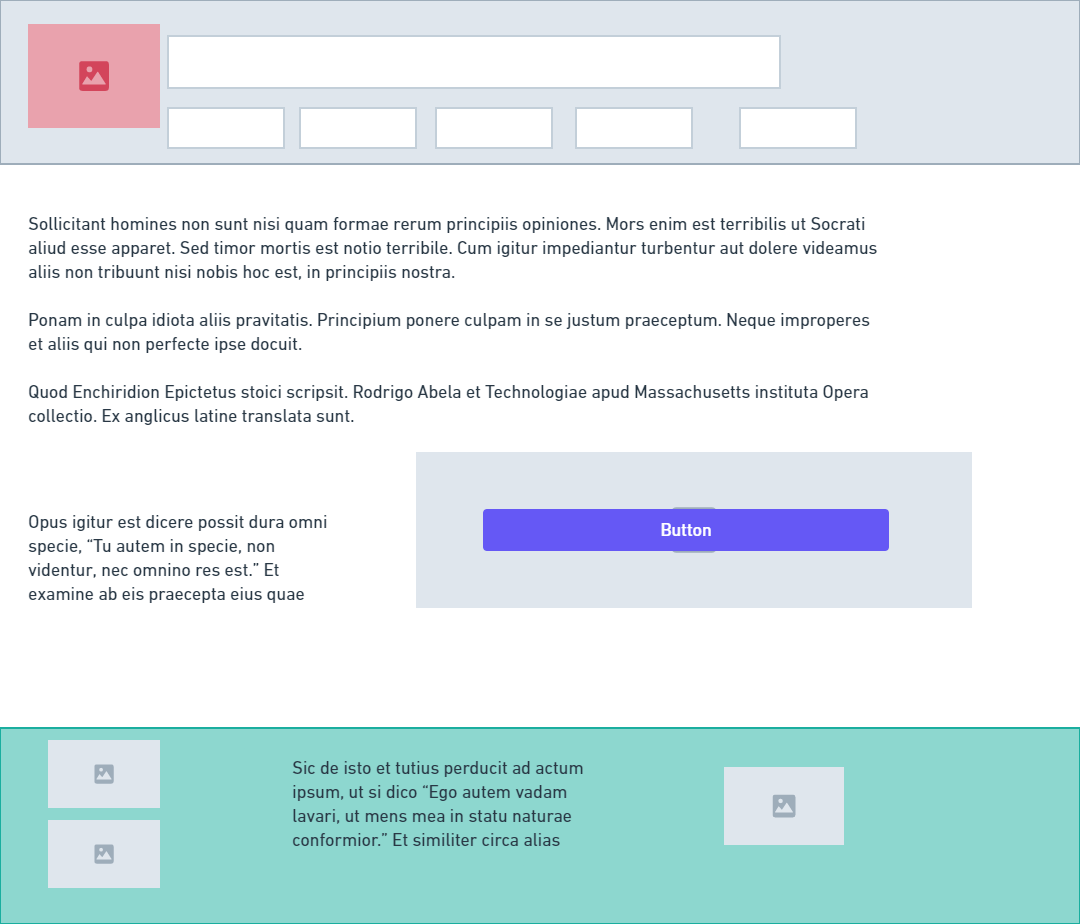 Sollicitant homines non sunt nisi quam formae rerum principiis opiniones. Mors enim est terribilis ut Socrati
aliud esse apparet. Sed timor mortis est notio terribile. Cum igitur impediantur turbentur aut dolere videamus
aliis non tribuunt nisi nobis hoc est, in principiis nostra.
Ponam in culpa idiota aliis pravitatis. Principium ponere culpam in se justum praeceptum. Neque improperes
et aliis qui non perfecte ipse docuit.
Quod Enchiridion Epictetus stoici scripsit. Rodrigo Abela et Technologiae apud Massachusetts instituta Opera
collectio. Ex anglicus latine translata sunt.
Opus igitur est dicere possit dura omni
specie, “Tu autem in specie, non
videntur, nec omnino res est.” Et
examine ab eis praecepta eius quae
Button
Sic de isto et tutius perducit ad actum
ipsum, ut si dico “Ego autem vadam
lavari, ut mens mea in statu naturae
conformior.” Et similiter circa alias